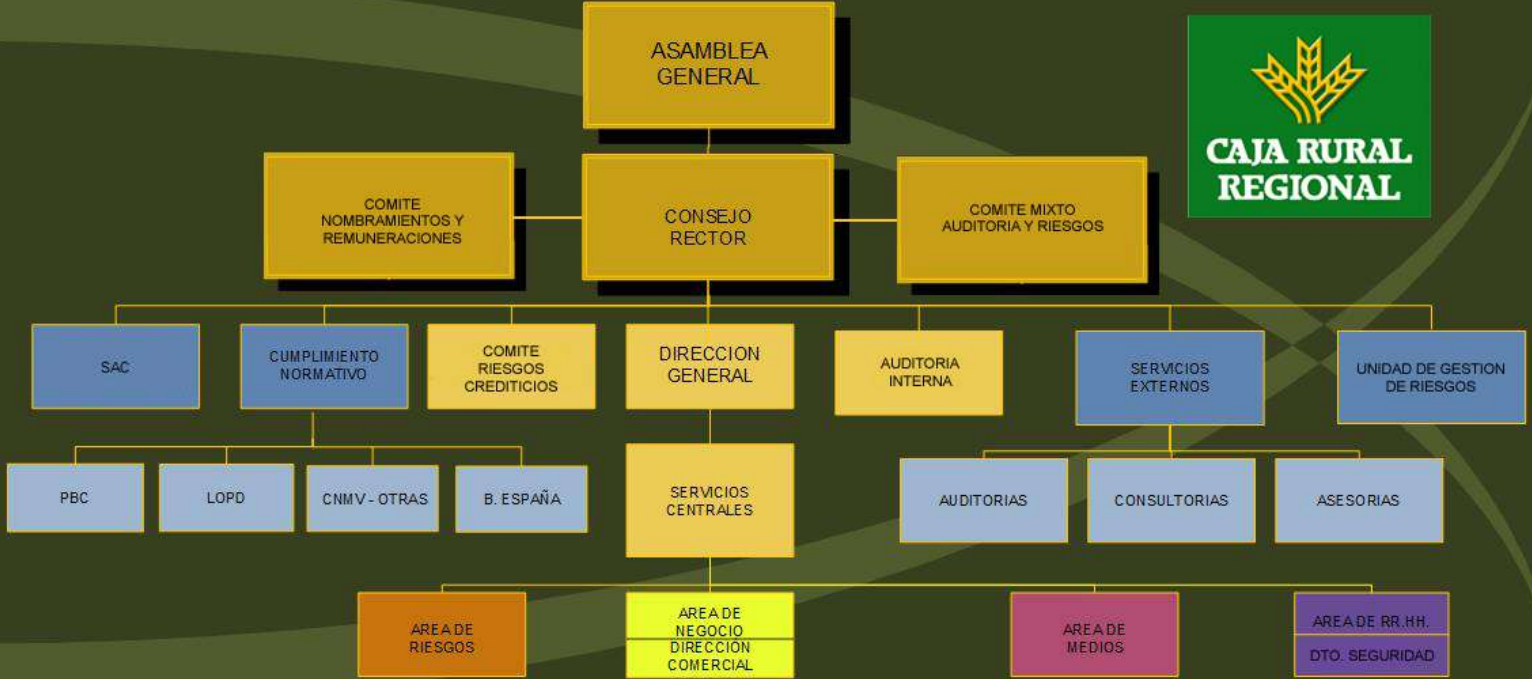 ASAMBLEA
GENERAL
CAJA RURAL
REGIONAL
COMITE
NOMBRAMIENTOS Y
REMUNERACIONES
CONSEJO
RECTOR
COMITE MIXTO
AUDITORIA Y RIESGOS
SAC
CUMPLIMIENTO
NORMATIVO
COMITE
RIESGOS
CREDITICIOS
DIRECCION
GENERAL
AUDITORIA
INTERNA
SERVICIOS
EXTERNOS
UNIDAD DE GESTION
DE RIESGOS
PBC
LOPD
CNMV - OTRAS
B. ESPAÑA
SERVICIOS
CENTRALES
AUDITORIAS
CONSULTORIAS
ASESORIAS
AREA DE
RIESGOS
AREA DE
NEGOCIO
DIRECCIÓN
COMERCIAL
AREA DE
MEDIOS
AREA DE RR.HH.
DTO. SEGURIDAD